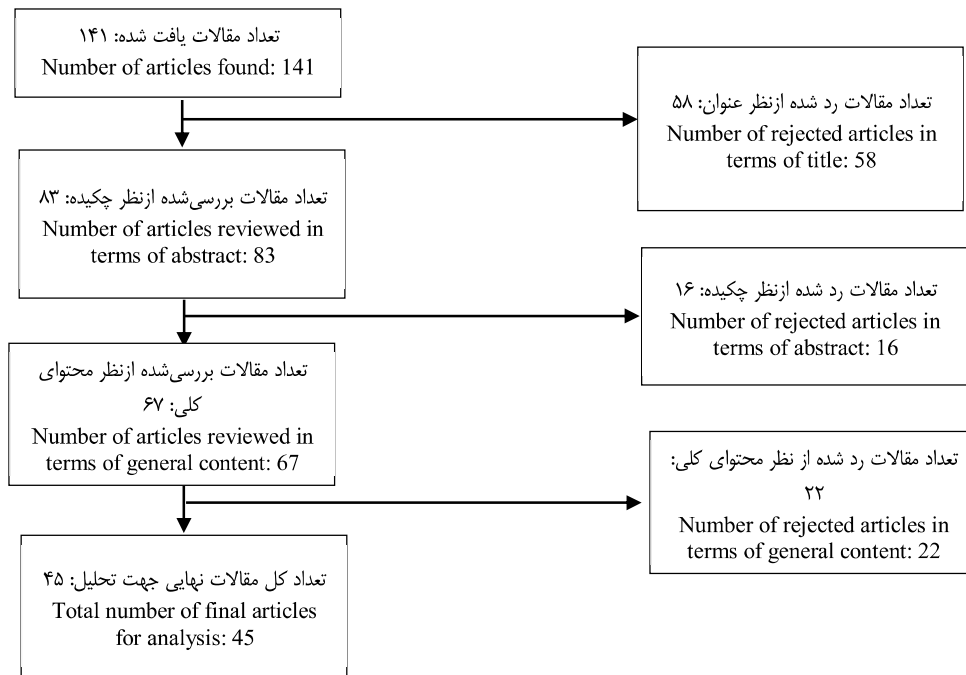 تعداد مقالات یافت شده: ۱۴۱
Number of articles found: 141
تعداد مقالات رد شده ازنظر عنوان: ۵۸
Number of rejected articles in
terms of title: 58
تعداد مقالات بررسی‌شده ازنظر چکیده: ۸۳
Number of articles reviewed in
terms of abstract: 83
تعداد مقالات رد شده ازنظر چکیده: ۱۶
Number of rejected articles in
terms of abstract: 16
تعداد مقالات بررسی‌شده ازنظر محتوای
کلی: ۶۷
Number of articles reviewed in
terms of general content: 67
تعداد مقالات رد شده از نظر محتوای کلی:
۲۲
Number of rejected articles in
terms of general content: 22
تعداد کل مقالات نهایی جهت تحلیل: ۴۵
Total number of final articles
for analysis: 45